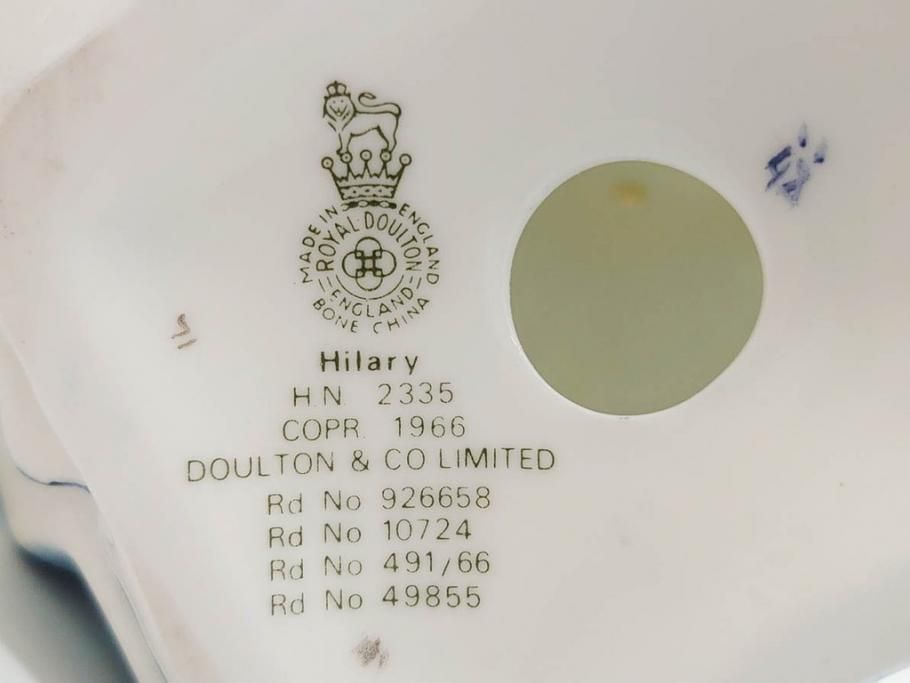 MADE IN ENGLAND
ROYAL DOULTON
ENGLAND
BONE CHINA
Hilary
H.N. 2335
COPR. 1966
DOULTON & CO LIMITED
Rd No 926658
Rd No 10724
Rd No 491/66
Rd No 49855